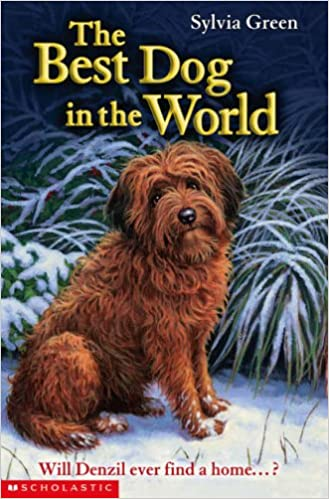 Sylvia Green
The
Best Dog
in the World
Will Denzil ever find a home...?
SCHOLASTIC